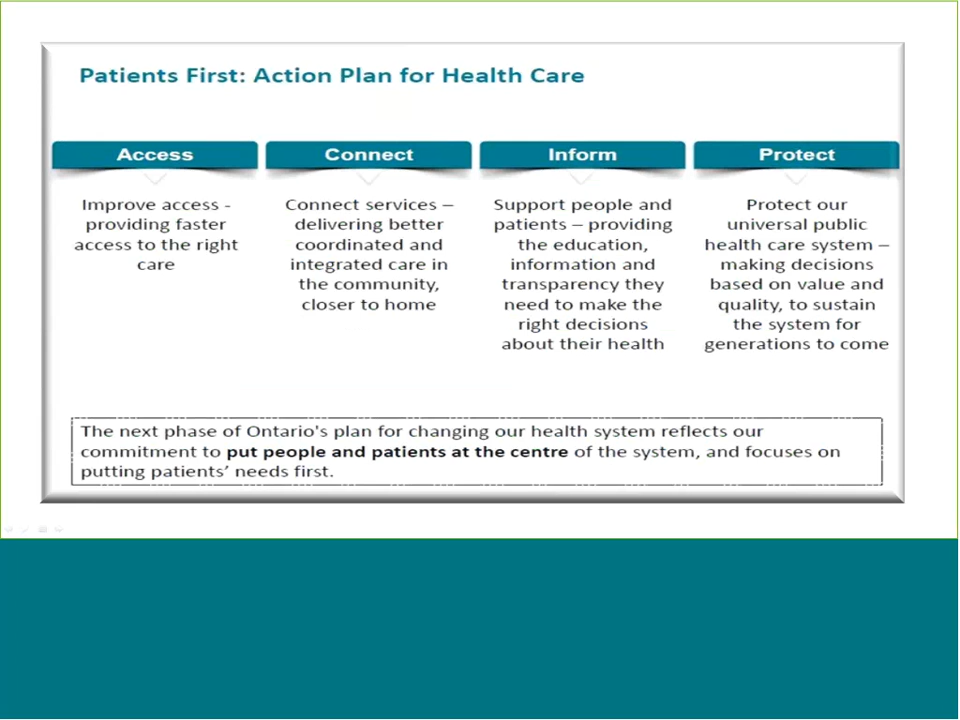 Patients First: Action Plan for Health Care
Access
Improve access -
providing faster
access to the right
care
Connect
Connect services –
delivering better
coordinated and
integrated care in
the community,
closer to home
Inform
Support people and
patients – providing
the education,
information and
transparency they
need to make the
right decisions
about their health
Protect
Protect our
universal public
health care system –
making decisions
based on value and
quality, to sustain
the system for
generations to come
The next phase of Ontario's plan for changing our health system reflects our
commitment to put people and patients at the centre of the system, and focuses on
putting patients’ needs first.